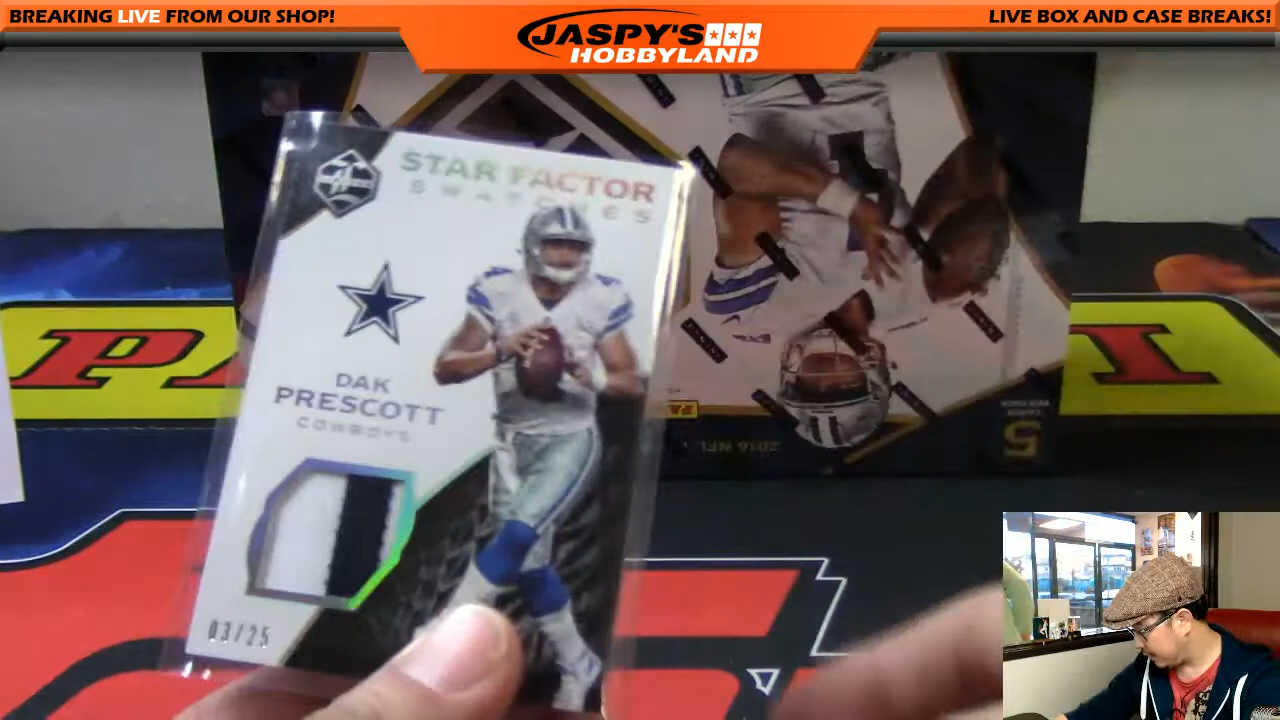 BREAKING LIVE FROM OUR SHOP!
JASPY'S
HOBBYLAND
LIVE BOX AND CASE BREAKS!
STAR FACTOR
SWATCHES
DAK
PRESCOTT
COWBOYS
03/25
2016 NFL
5